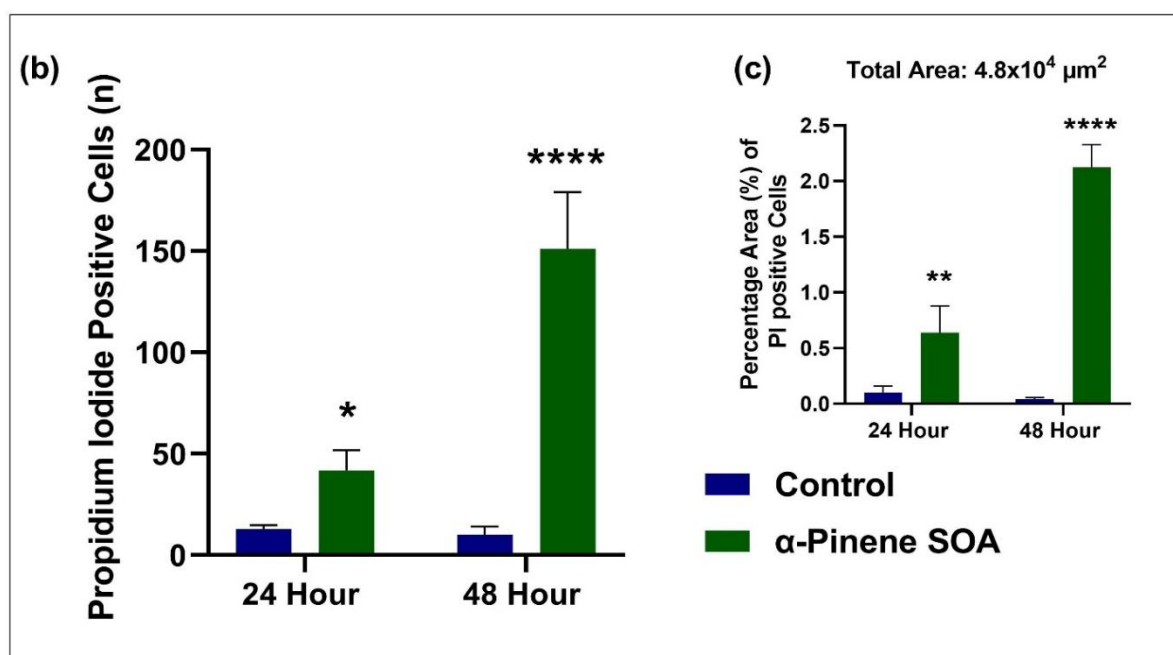 (b)
Propidium Iodide Positive Cells (n)
200
150
100
50
0
*
****
24 Hour
48 Hour
(c)
Total Area: 4.8x10⁴ µm²
Percentage Area (%) of
PI positive Cells
2.5
2.0
1.5
1.0
0.5
0.0
**
****
24 Hour
48 Hour
Control
α-Pinene SOA